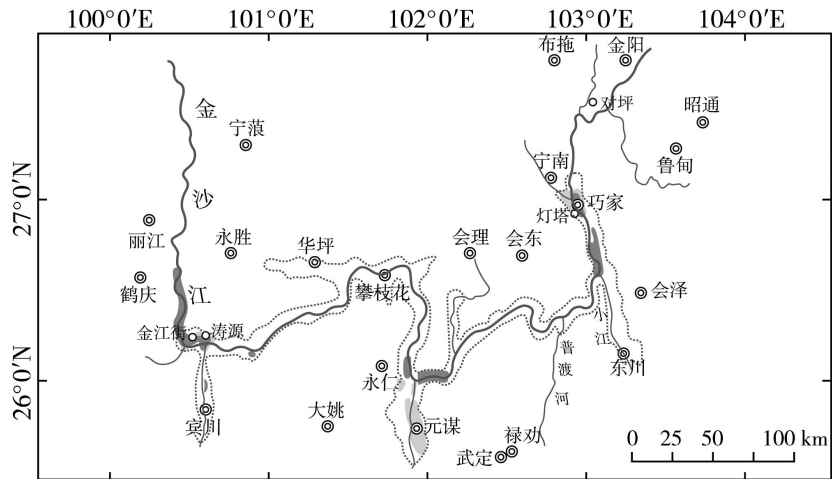 100°0′E 101°0′E 102°0′E 103°0′E 104°0′E
布拖 金阳
金
宁蒗
对坪 昭通
鲁甸
27°0′N
宁南
沙
灯塔 巧家
丽江 永胜 华坪 会理 会东
鹤庆 江 攀枝花 会泽
金江街 涛源 小江
普渡河
东川
26°0′N
永仁
宾川 大姚 元谋 禄劝
武定
0 25 50 100 km